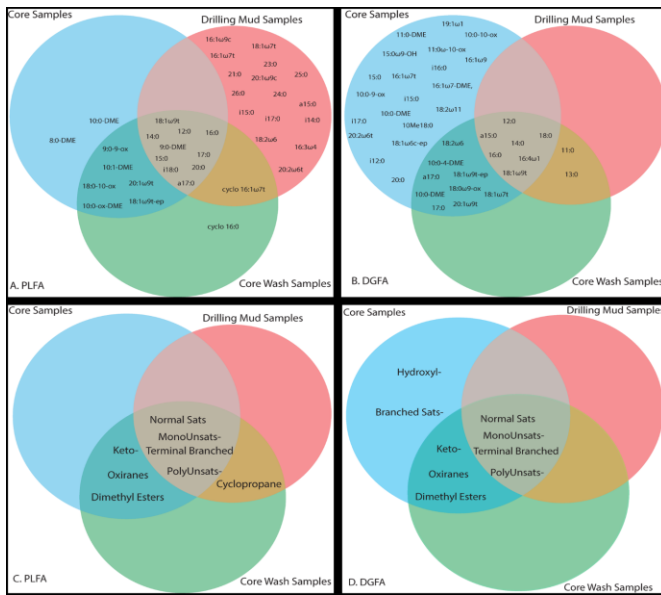 Core Samples
Drilling Mud Samples
16:1ω9c
18:1ω7t
16:1ω7t
23:0
21:0
20:1ω9c
25:0
26:0
24:0
a15:0
i15:0
i17:0
i14:0
18:2ω6
16:3ω4
20:2ω6t
10:0-DME
8:0-DME
18:1ω9t
12:0
16:0
14:0
9:0-DME
15:0
17:0
i18:0
20:0
a17:0
9:0-9-ox
10:1-DME
18:0-10-ox
20:1ω9t
10:0-ox-DME
18:1ω9t-ep
cyclo 16:1ω7t
cyclo 16:0
A. PLFA
Core Wash Samples
Core Samples
Drilling Mud Samples
19:1ω1
11:0-DME
10:0-10-ox
15:0ω9-OH
11:0ω-10-ox
16:1ω9
i16:0
15:0
16:1ω7t
16:1ω7-DME,
10:0-9-ox
i15:0
10:0-DME
18:2ω11
i17:0
10Me18:0
20:2ω6t
18:1ω6c-ep
i12:0
20:0
12:0
a15:0
18:0
14:0
16:0
16:4ω1
18:1ω9t
11:0
13:0
18:2ω6
10:0-4-DME
a17:0
18:1ω9t-ep
18:0ω9-ox
10:0-DME
18:1ω7t
17:0
20:1ω9t
B. DGFA
Core Wash Samples
Core Samples
Drilling Mud Samples
Normal Sats
MonoUnsats-
Keto-
Terminal Branched
Oxiranes
PolyUnsats-
Cyclopropane
Dimethyl Esters
C. PLFA
Core Wash Samples
Core Samples
Drilling Mud Samples
Hydroxyl-
Branched Sats-
Normal Sats
MonoUnsats-
Keto-
Terminal Branched
Oxiranes
PolyUnsats-
Dimethyl Esters
D. DGFA
Core Wash Samples